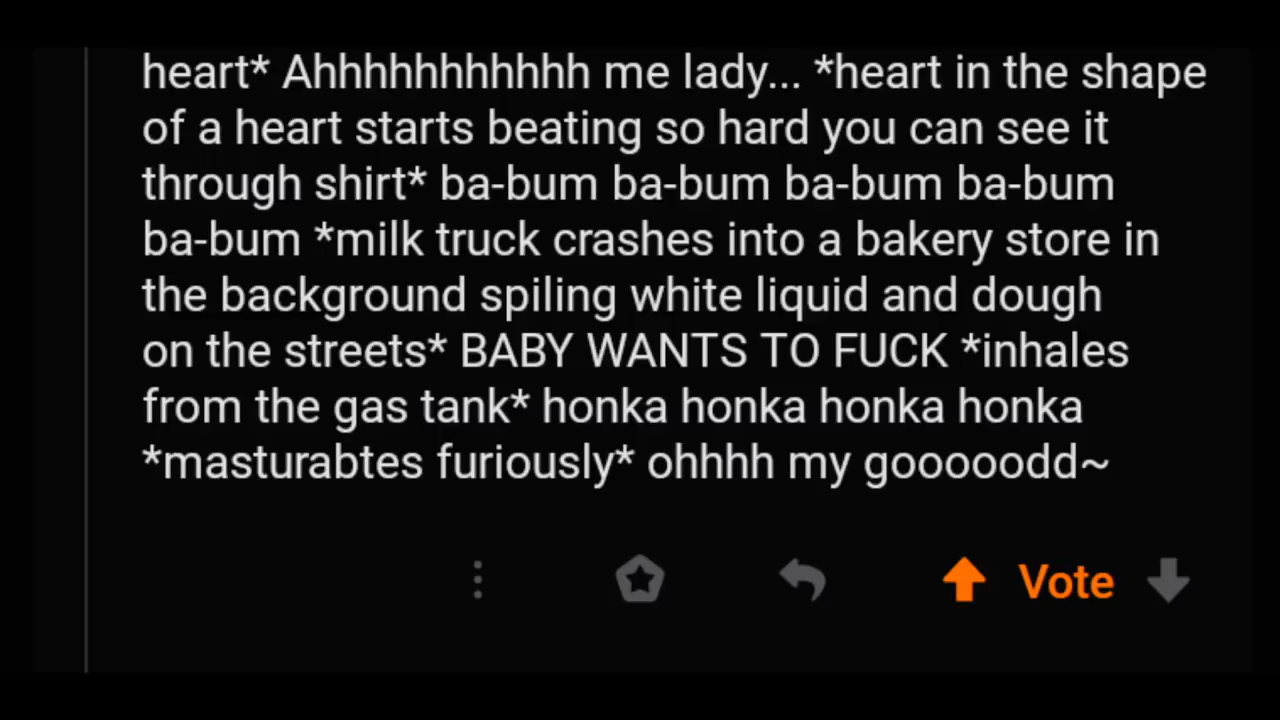 heart* Ahhhhhhhhhhh me lady... *heart in the shape
of a heart starts beating so hard you can see it
through shirt* ba-bum ba-bum ba-bum ba-bum
ba-bum *milk truck crashes into a bakery store in
the background spiling white liquid and dough
on the streets* BABY WANTS TO FUCK *inhales
from the gas tank* honka honka honka honka
*masturabtes furiously* ohhhh my goooooodd~
Vote